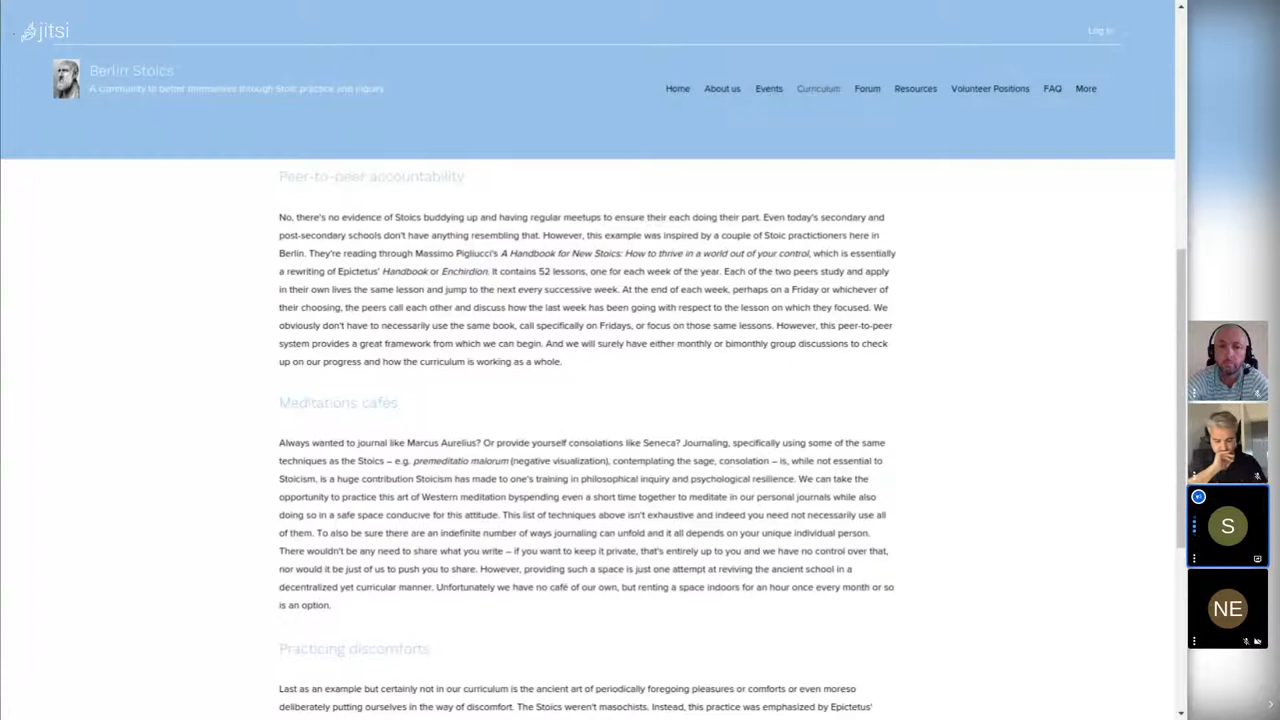 jitsi
Log In
Berlin Stoics
A community to better themselves through Stoic practice and inquiry
Home About us Events Curriculum Forum Resources Volunteer Positions FAQ More
Peer-to-peer accountability
No, there's no evidence of Stoics buddying up and having regular meetups to ensure their each doing their part. Even today's secondary and
post-secondary schools don't have anything resembling that. However, this example was inspired by a couple of Stoic practictioners here in
Berlin. They're reading through Massimo Pigliucci's A Handbook for New Stoics: How to thrive in a world out of your control, which is essentially
a rewriting of Epictetus' Handbook or Enchirdion. It contains 52 lessons, one for each week of the year. Each of the two peers study and apply
in their own lives the same lesson and jump to the next every successive week. At the end of each week, perhaps on a Friday or whichever of
their choosing, the peers call each other and discuss how the last week has been going with respect to the lesson on which they focused. We
obviously don't have to necessarily use the same book, call specifically on Fridays, or focus on those same lessons. However, this peer-to-peer
system provides a great framework from which we can begin. And we will surely have either monthly or bimonthly group discussions to check
up on our progress and how the curriculum is working as a whole.
Meditations cafés
Always wanted to journal like Marcus Aurelius? Or provide yourself consolations like Seneca? Journaling, specifically using some of the same
techniques as the Stoics – e.g. premeditatio malorum (negative visualization), contemplating the sage, consolation – is, while not essential to
Stoicism, is a huge contribution Stoicism has made to one's training in philosophical inquiry and psychological resilience. We can take the
opportunity to practice this art of Western meditation byspending even a short time together to meditate in our personal journals while also
doing so in a safe space conducive for this attitude. This list of techniques above isn't exhaustive and indeed you need not necessarily use all
of them. To also be sure there are an indefinite number of ways journaling can unfold and it all depends on your unique individual person.
There wouldn't be any need to share what you write – if you want to keep it private, that's entirely up to you and we have no control over that,
nor would it be just of us to push you to share. However, providing such a space is just one attempt at reviving the ancient school in a
decentralized yet curricular manner. Unfortunately we have no café of our own, but renting a space indoors for an hour once every month or so
is an option.
Practicing discomforts
Last as an example but certainly not in our curriculum is the ancient art of periodically foregoing pleasures or comforts or even moreso
deliberately putting ourselves in the way of discomfort. The Stoics weren't masochists. Instead, this practice was emphasized by Epictetus'
S
NE